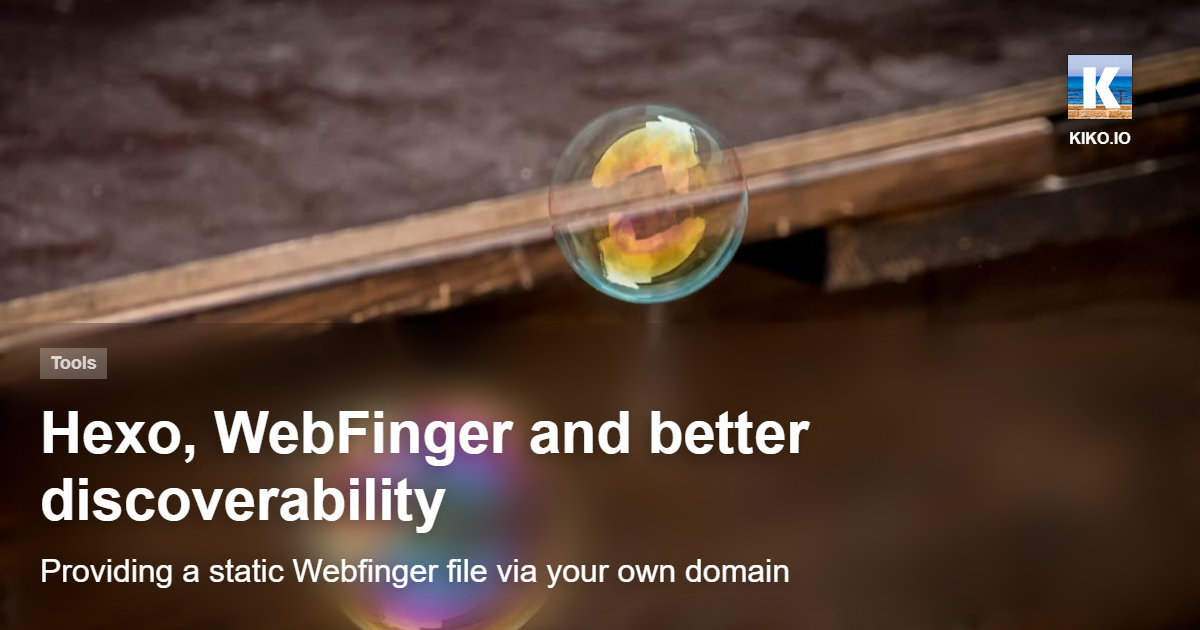 K
KIKO.IO
Tools
Hexo, WebFinger and better
discoverability
Providing a static Webfinger file via your own domain